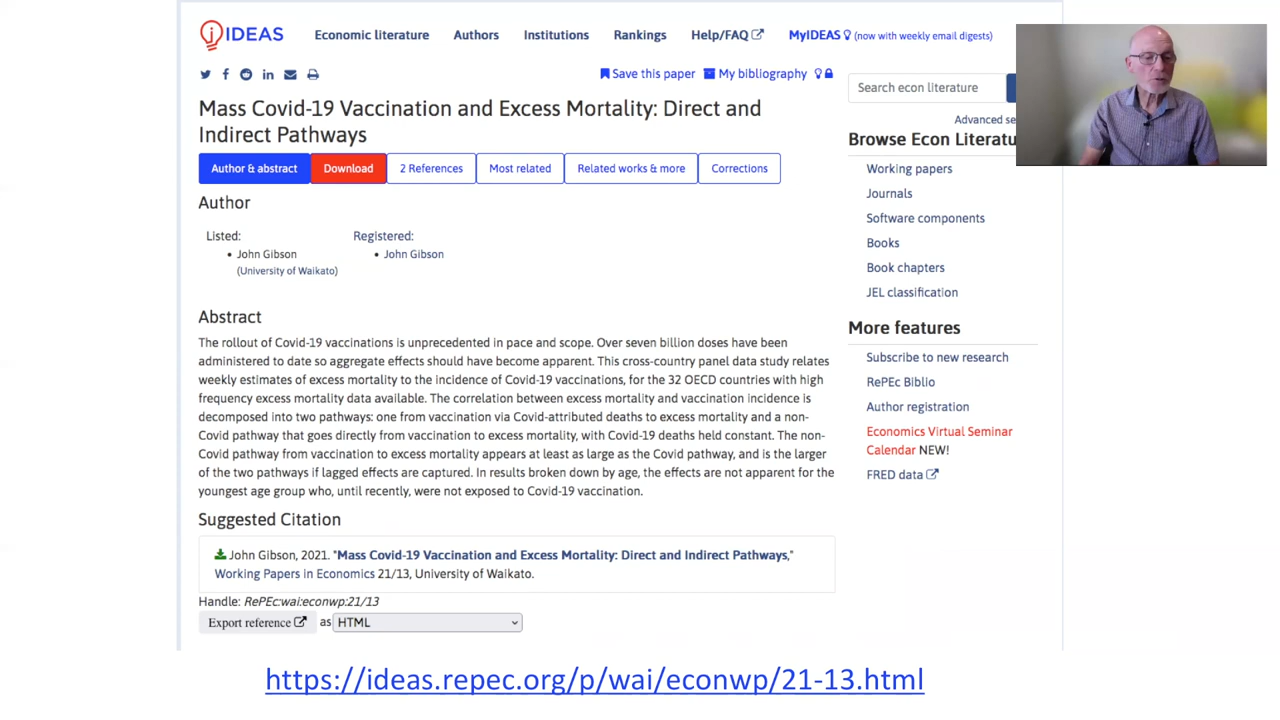 IDEAS
Economic literature Authors Institutions Rankings Help/FAQ MyIDEAS (now with weekly email digests)
Save this paper My bibliography
Mass Covid-19 Vaccination and Excess Mortality: Direct and
Indirect Pathways
Author & abstract Download 2 References Most related Related works & more Corrections
Author
Listed: Registered:
• John Gibson • John Gibson
(University of Waikato)
Abstract
The rollout of Covid-19 vaccinations is unprecedented in pace and scope. Over seven billion doses have been
administered to date so aggregate effects should have become apparent. This cross-country panel data study relates
weekly estimates of excess mortality to the incidence of Covid-19 vaccinations, for the 32 OECD countries with high
frequency excess mortality data available. The correlation between excess mortality and vaccination incidence is
decomposed into two pathways: one from vaccination via Covid-attributed deaths to excess mortality and a non-
Covid pathway that goes directly from vaccination to excess mortality, with Covid-19 deaths held constant. The non-
Covid pathway from vaccination to excess mortality appears at least as large as the Covid pathway, and is the larger
of the two pathways if lagged effects are captured. In results broken down by age, the effects are not apparent for the
youngest age group who, until recently, were not exposed to Covid-19 vaccination.
Suggested Citation
John Gibson, 2021. "Mass Covid-19 Vaccination and Excess Mortality: Direct and Indirect Pathways,"
Working Papers in Economics 21/13, University of Waikato.
Handle: RePEc:wai:econwp:21/13
Export reference as HTML
Search econ literature
Advanced se
Browse Econ Literatu
Working papers
Journals
Software components
Books
Book chapters
JEL classification
More features
Subscribe to new research
RePEc Biblio
Author registration
Economics Virtual Seminar
Calendar NEW!
FRED data
https://ideas.repec.org/p/wai/econwp/21-13.html